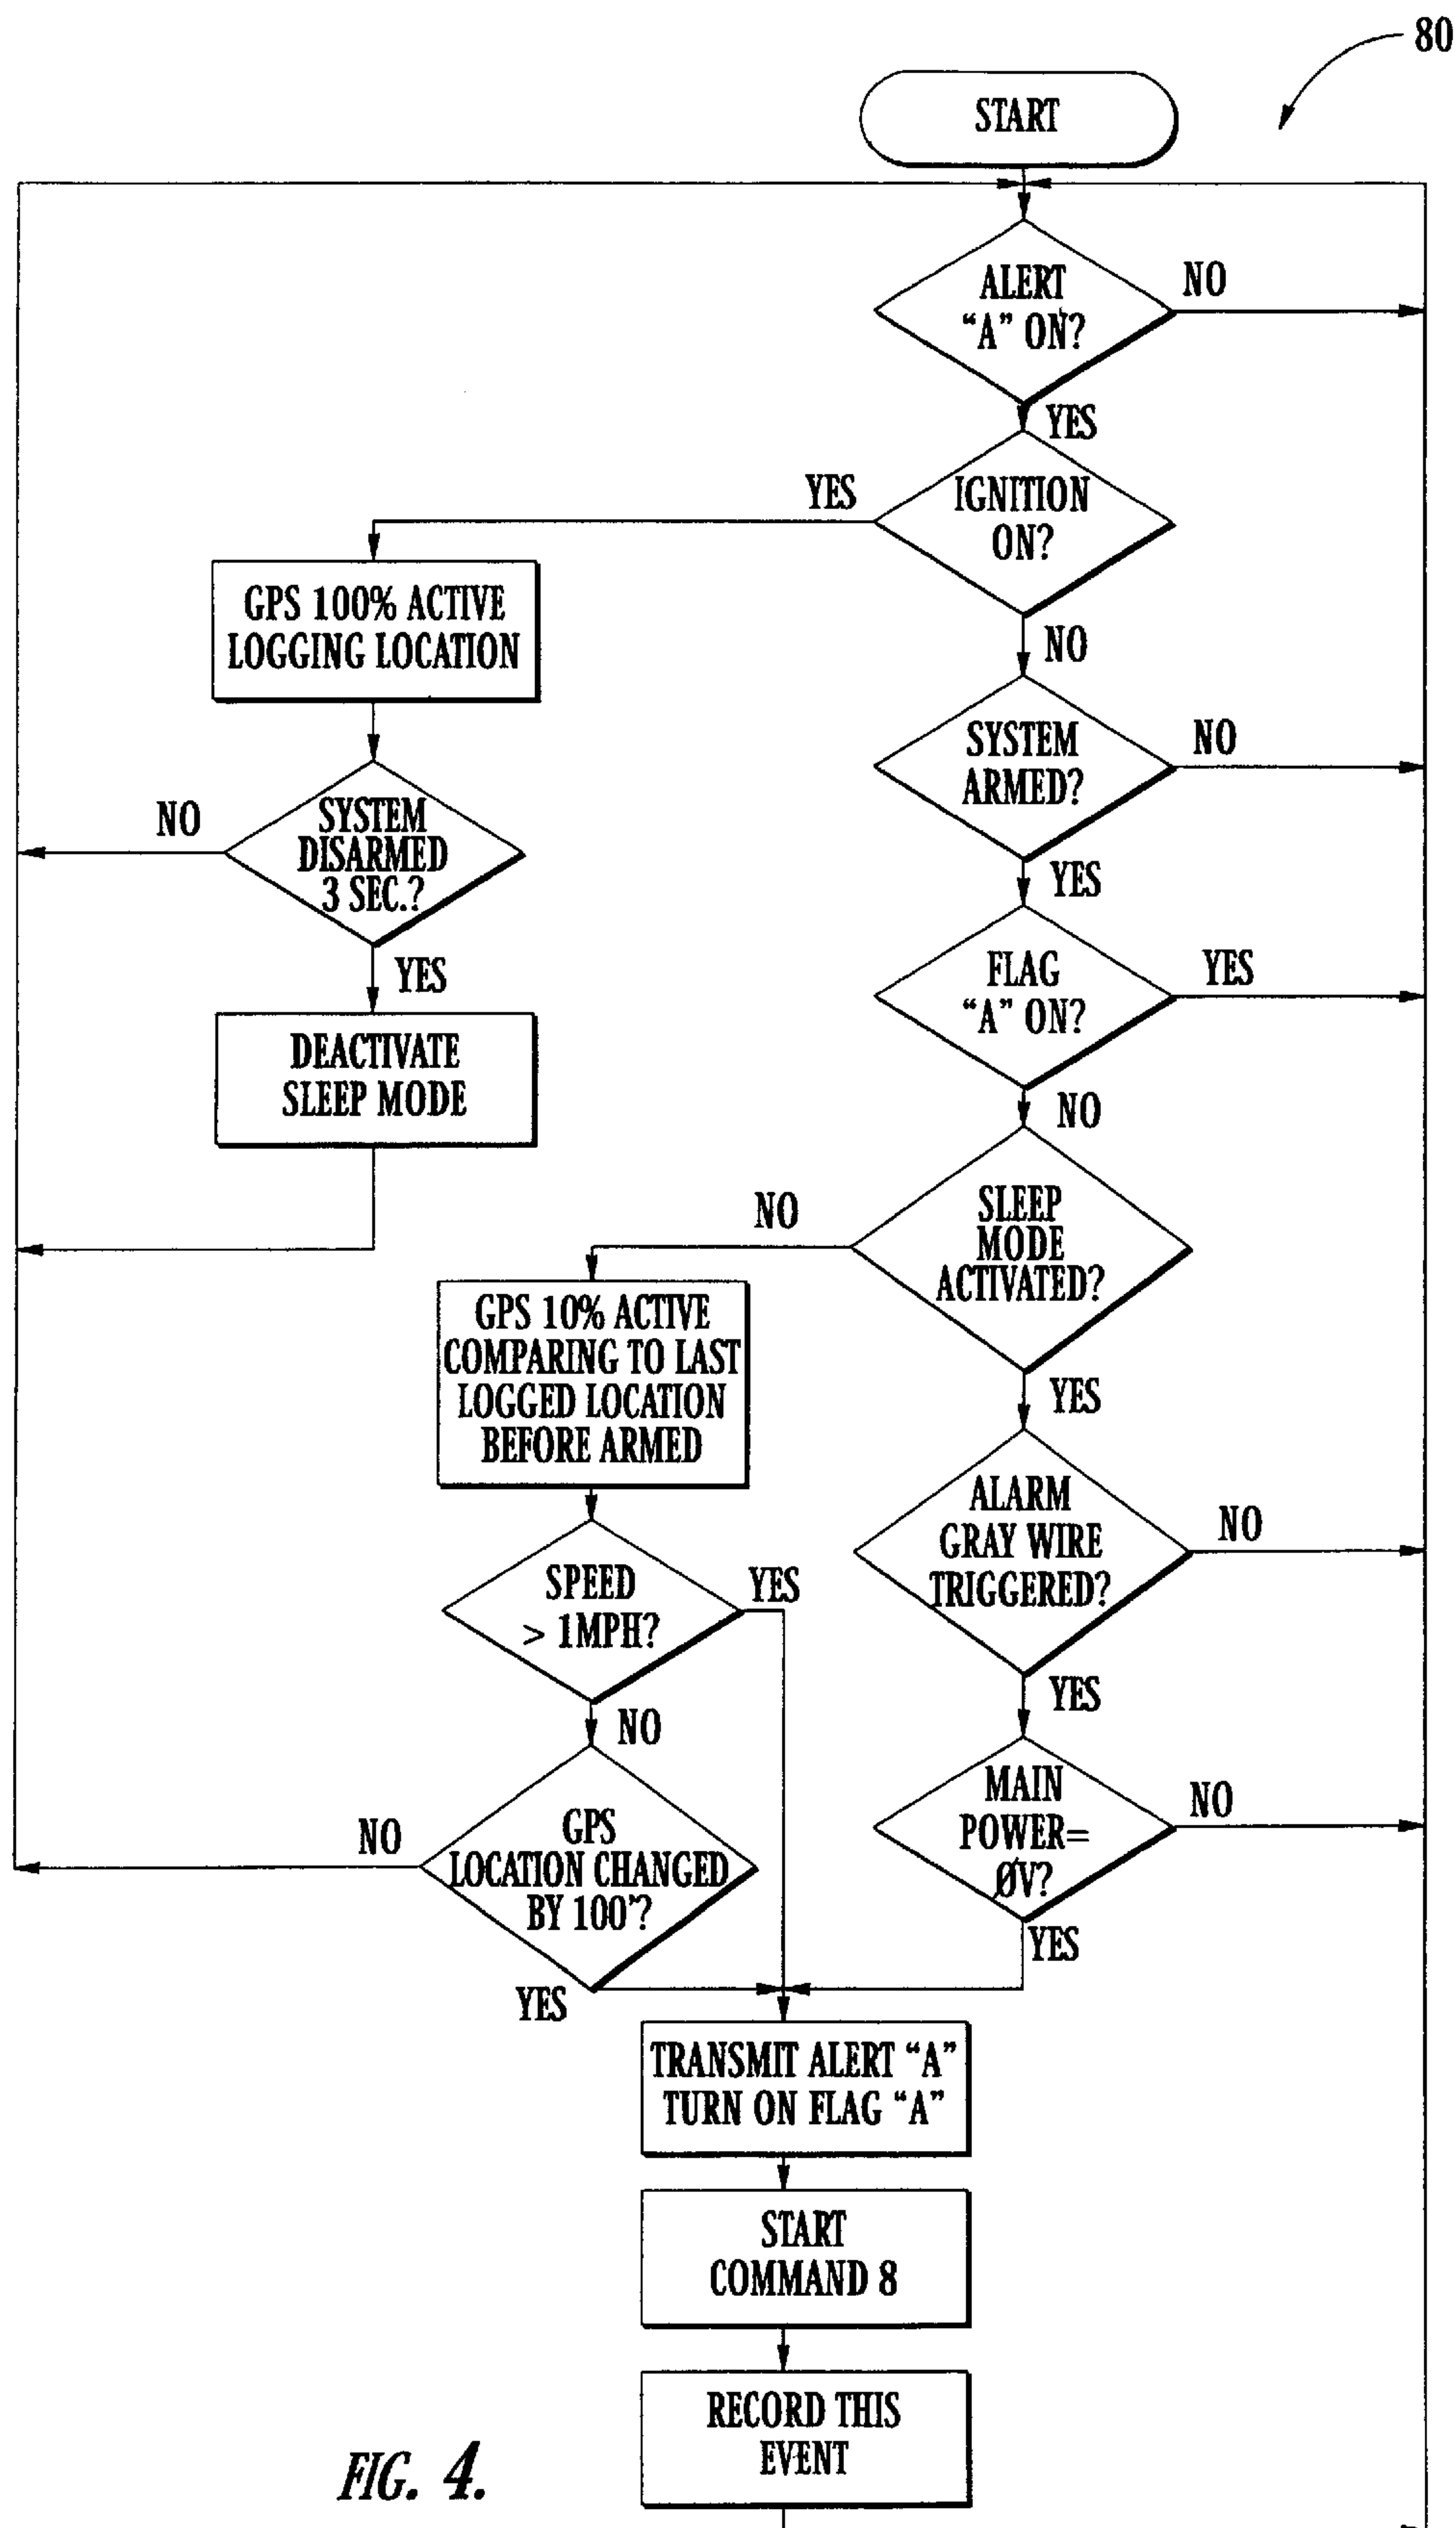 80
START
ALERT
"A" ON?
NO
YES
IGNITION
ON?
YES
NO
GPS 100% ACTIVE
LOGGING LOCATION
SYSTEM
ARMED?
NO
YES
SYSTEM
DISARMED
3 SEC.?
NO
YES
FLAG
"A" ON?
YES
NO
DEACTIVATE
SLEEP MODE
SLEEP
MODE
ACTIVATED?
NO
YES
GPS 10% ACTIVE
COMPARING TO LAST
LOGGED LOCATION
BEFORE ARMED
ALARM
GRAY WIRE
TRIGGERED?
NO
YES
SPEED
> 1MPH?
YES
NO
MAIN
POWER=
ØV?
NO
YES
GPS
LOCATION CHANGED
BY 100'?
NO
YES
TRANSMIT ALERT "A"
TURN ON FLAG "A"
START
COMMAND 8
RECORD THIS
EVENT
FIG. 4.